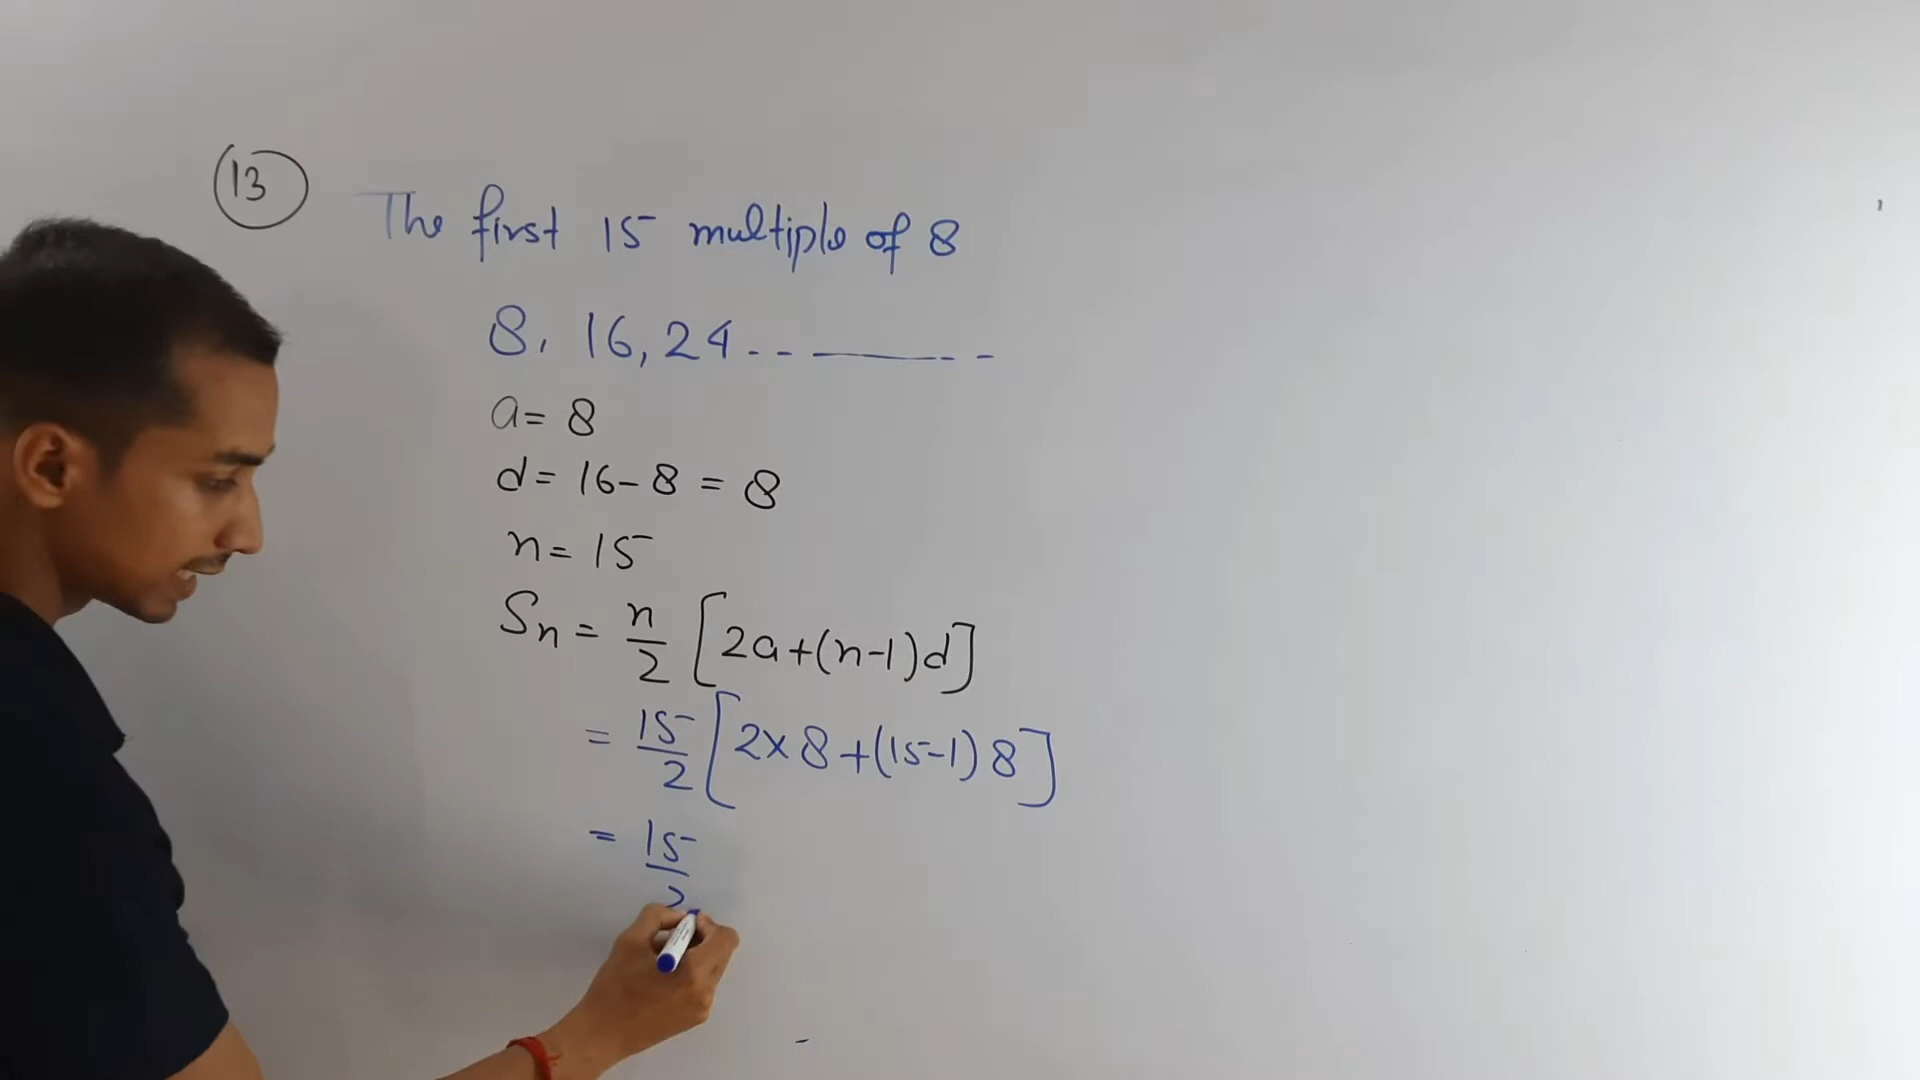 13
The first 15 multiple of 8
8, 16, 24 -- ——— --
a = 8
d = 16 - 8 = 8
n = 15
Sn = n/2 [2a+(n-1)d]
= 15/2 [2×8+(15-1)8]
= 15/2